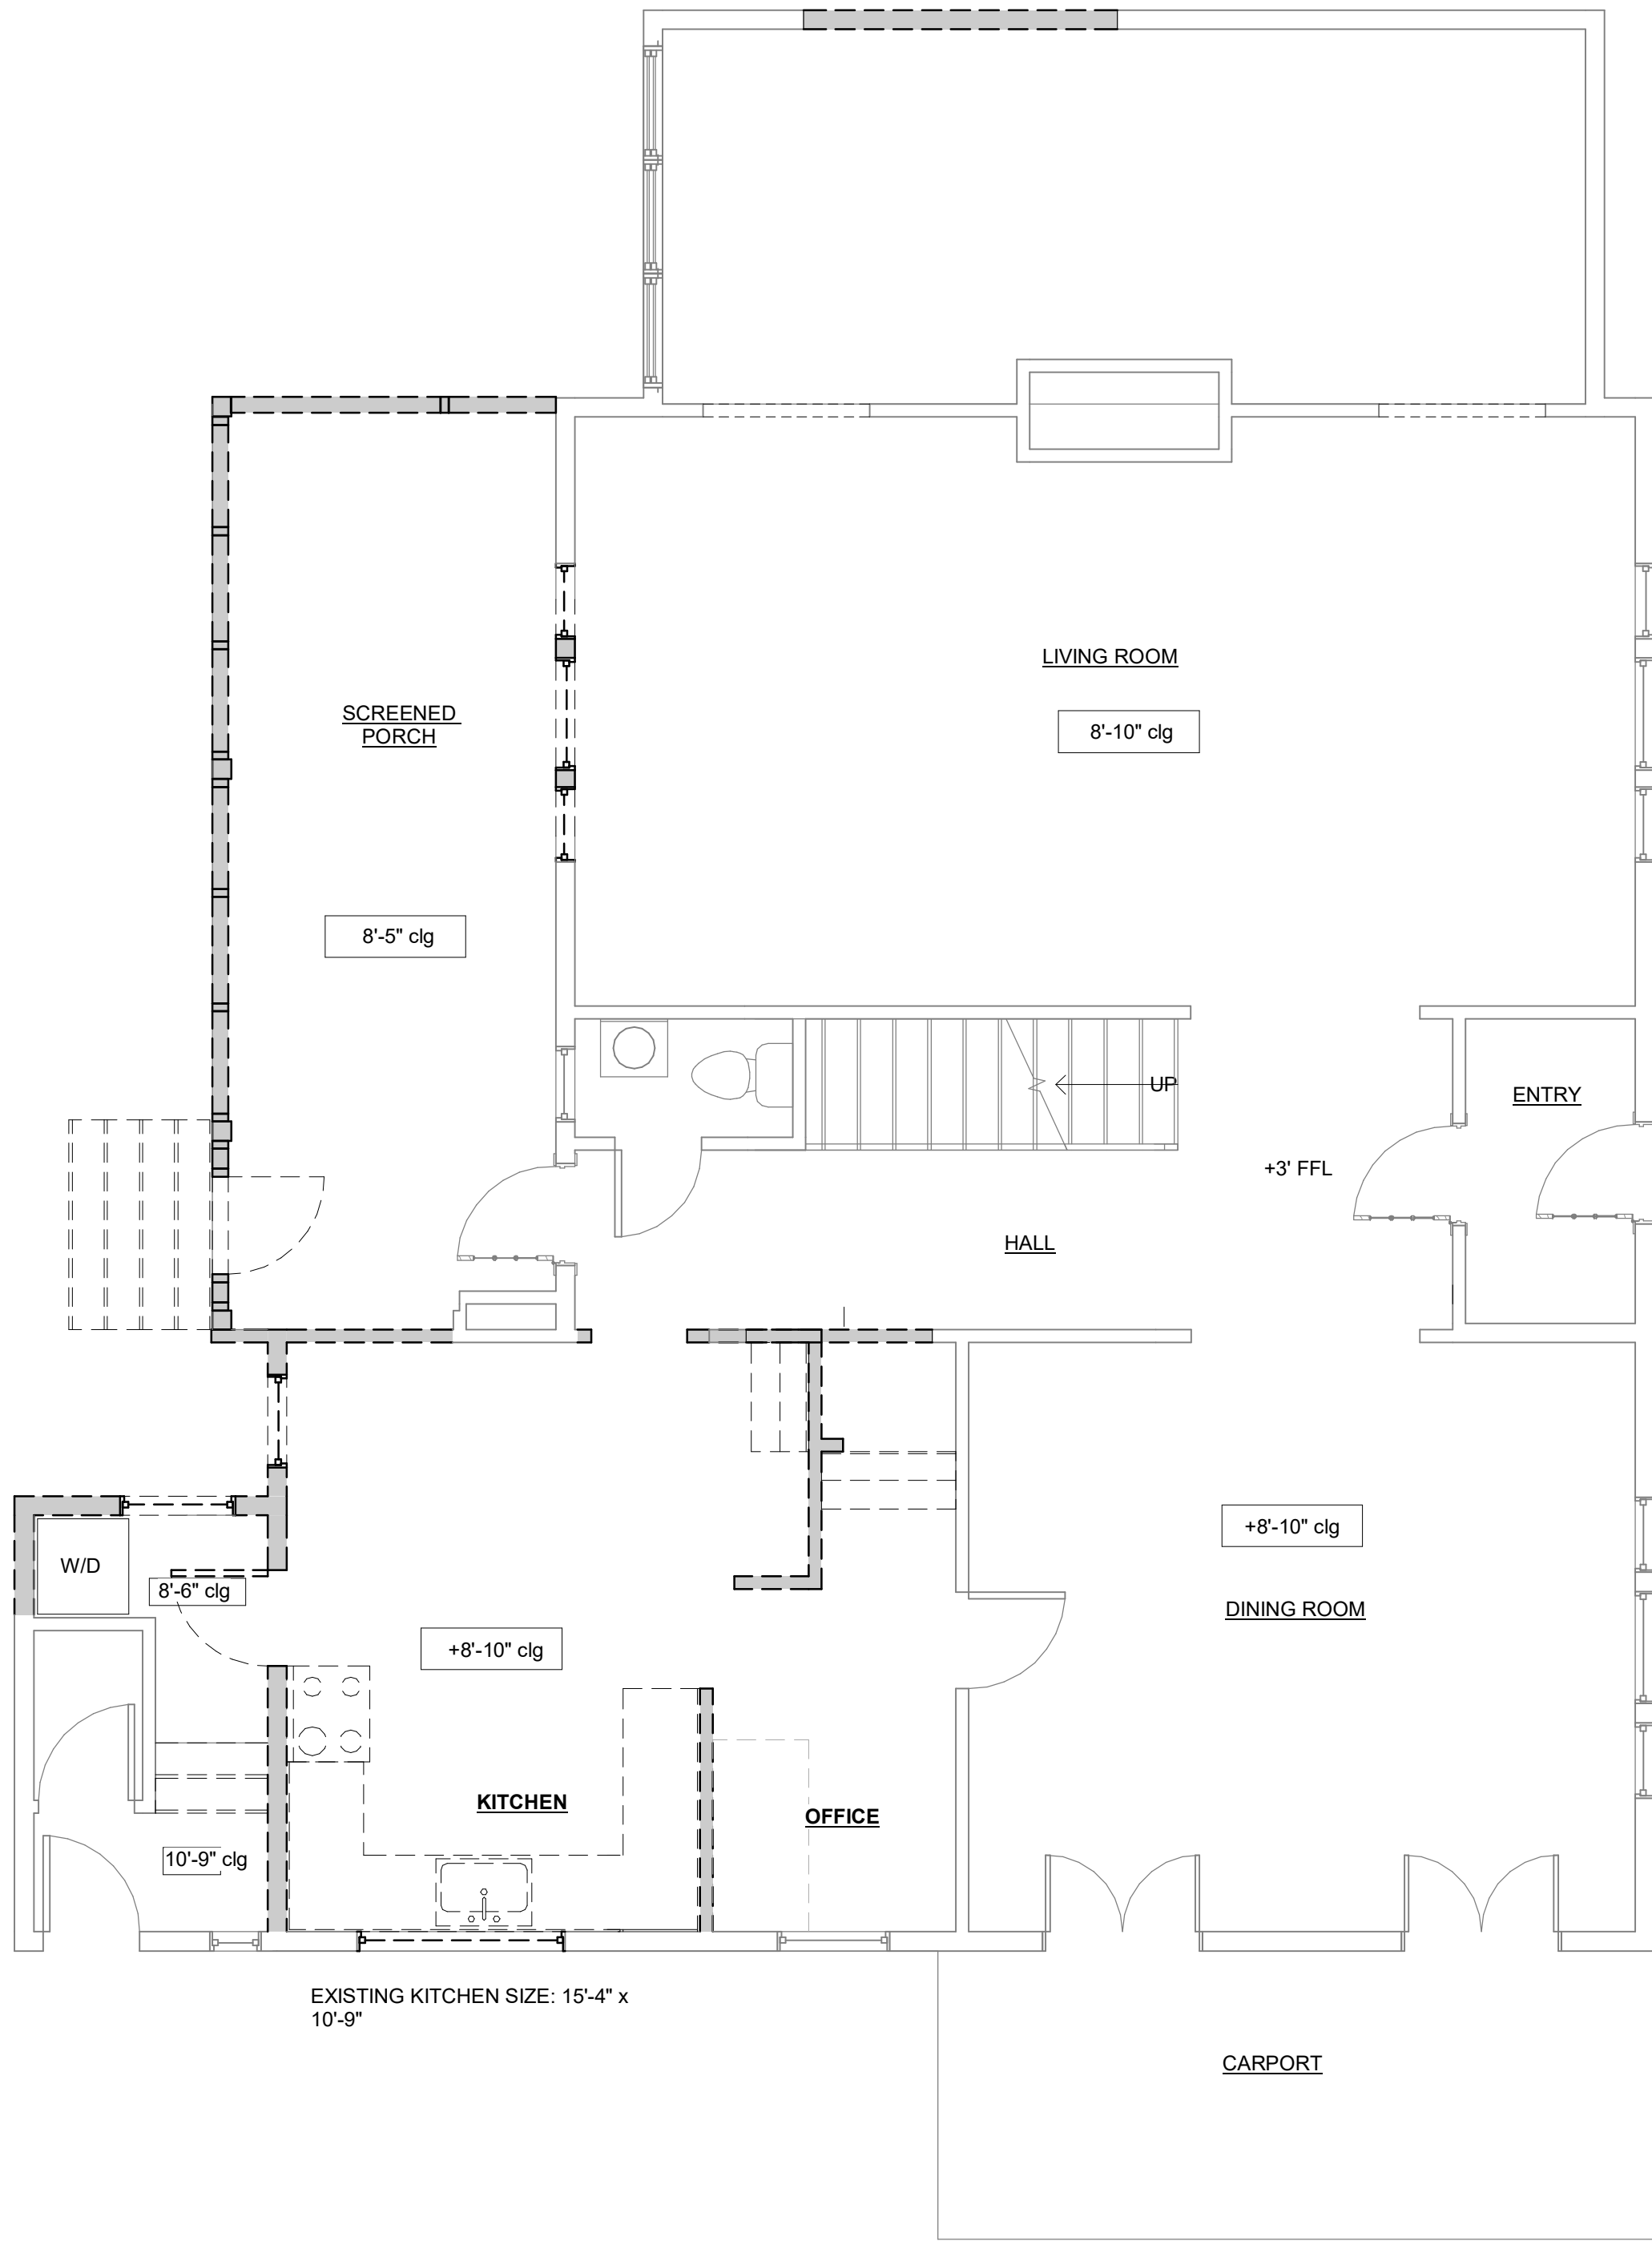 LIVING ROOM
8'-10" clg
SCREENED
PORCH
8'-5" clg
UP
ENTRY
+3' FFL
HALL
W/D
8'-6" clg
+8'-10" clg
+8'-10" clg
DINING ROOM
KITCHEN
OFFICE
10'-9" clg
EXISTING KITCHEN SIZE: 15'-4" x
10'-9"
CARPORT